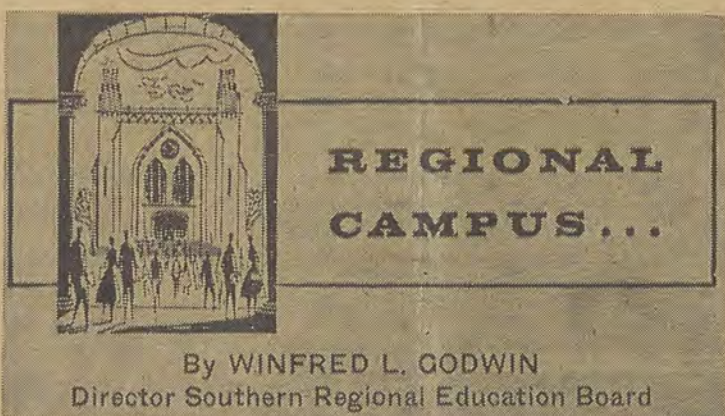 REGIONAL
CAMPUS...
By WINFRED L. GODWIN
Director Southern Regional Education Board